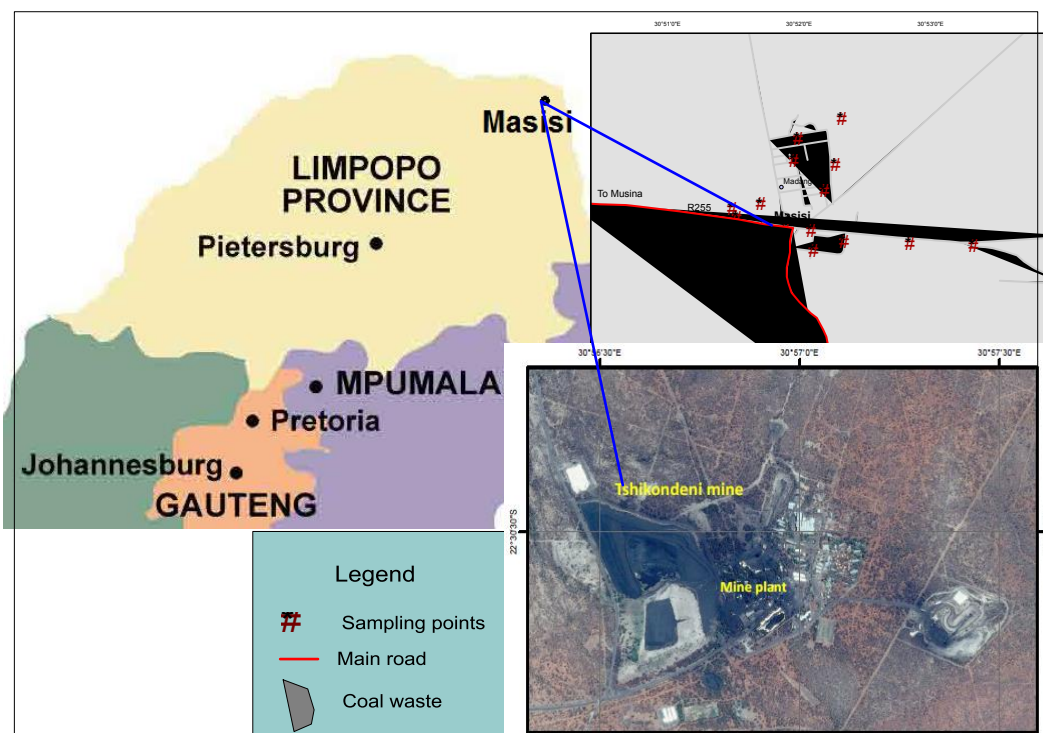 30°51'0"E
30°52'0"E
30°53'0"E
Masisi
LIMPOPO
PROVINCE
Pietersburg
MPUMALA
Pretoria
Johannesburg
GAUTENG
To Musina
R255
Madang
Masisi
30°56'30"E
30°57'0"E
30°57'30"E
22°30'30"S
Tshikondeni mine
Mine plant
Legend
Sampling points
Main road
Coal waste